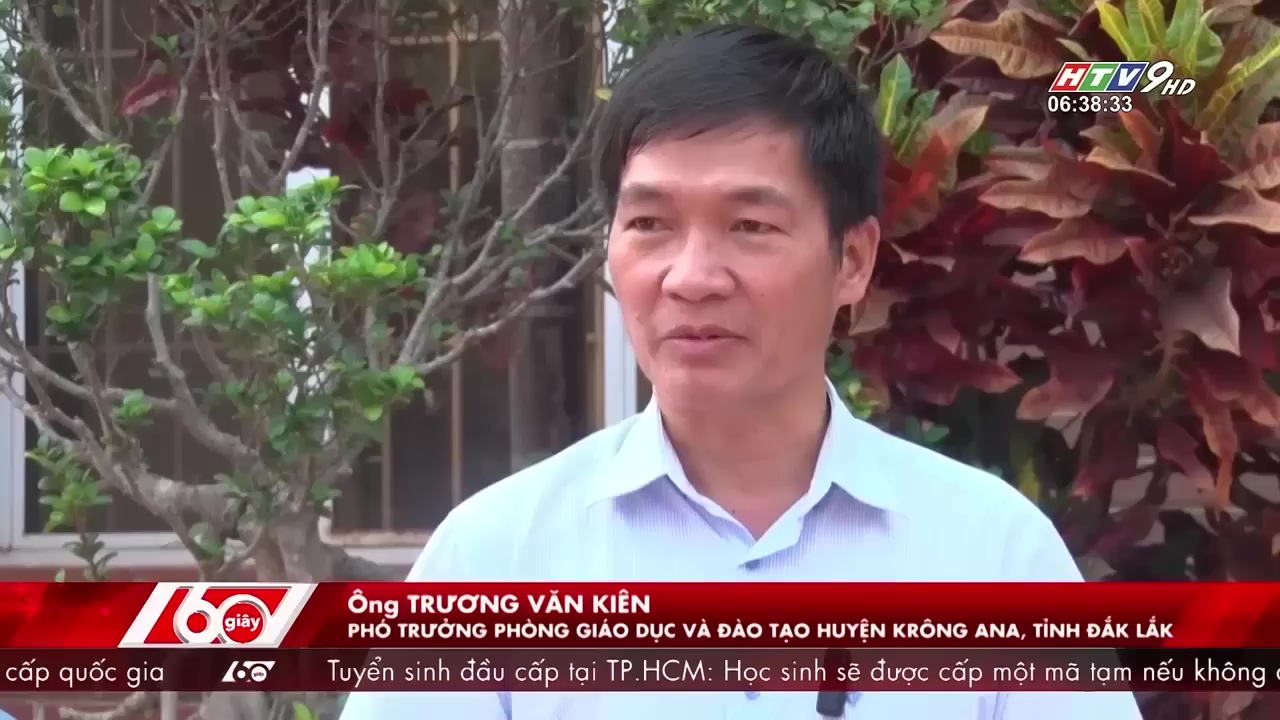 HTV9HD
06:38:33
60 giây
Ông TRƯƠNG VĂN KIÊN
PHÓ TRƯỞNG PHÒNG GIÁO DỤC VÀ ĐÀO TẠO HUYỆN KRÔNG ANA, TỈNH ĐẮK LẮK
cấp quốc gia 60 giây Tuyển sinh đầu cấp tại TP.HCM: Học sinh sẽ được cấp một mã tạm nếu không